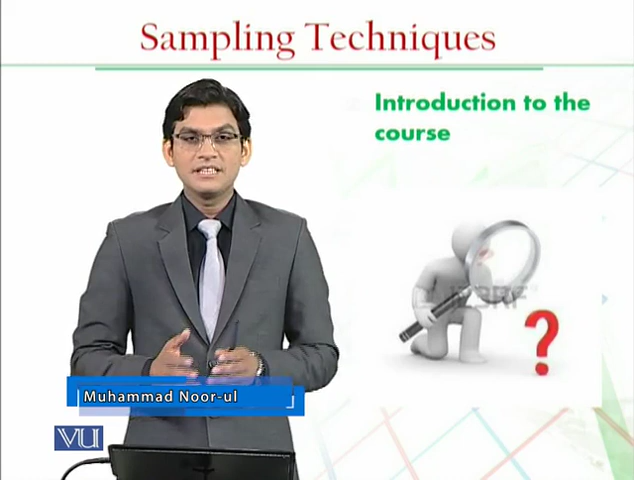 Sampling Techniques
Introduction to the
course
Muhammad Noor-ul
VU